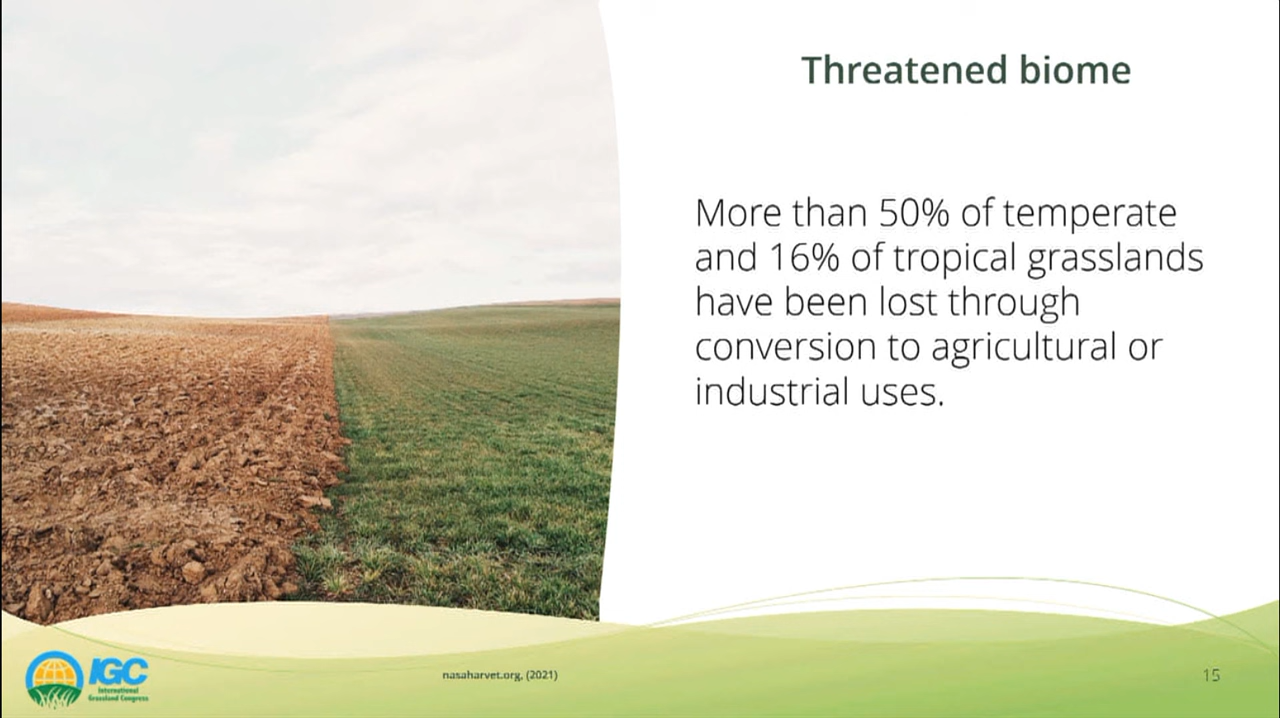 Threatened biome
More than 50% of temperate
and 16% of tropical grasslands
have been lost through
conversion to agricultural or
industrial uses.
IGC
International
Grassland Congress
nasaharvet.org, (2021)
15